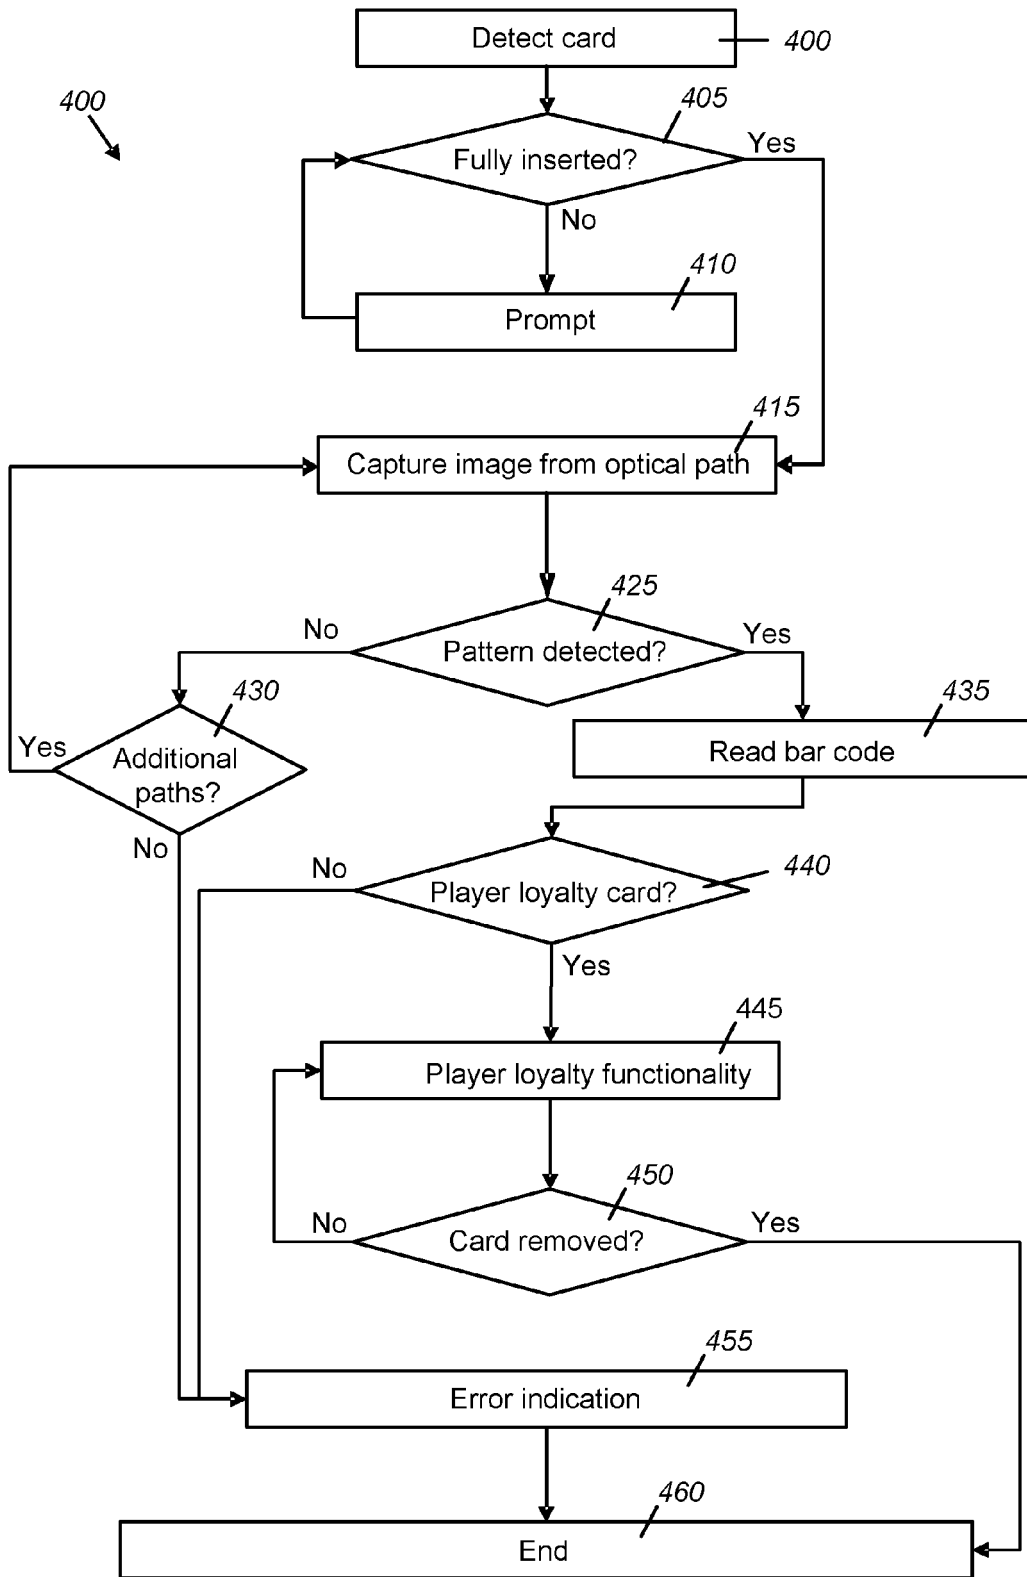 Detect card
400
400
405
Fully inserted?
Yes
No
410
Prompt
415
Capture image from optical path
425
No
Pattern detected?
Yes
430
435
Yes
Additional
paths?
Read bar code
No
No
Player loyalty card?
440
Yes
445
Player loyalty functionality
450
No
Card removed?
Yes
455
Error indication
460
End